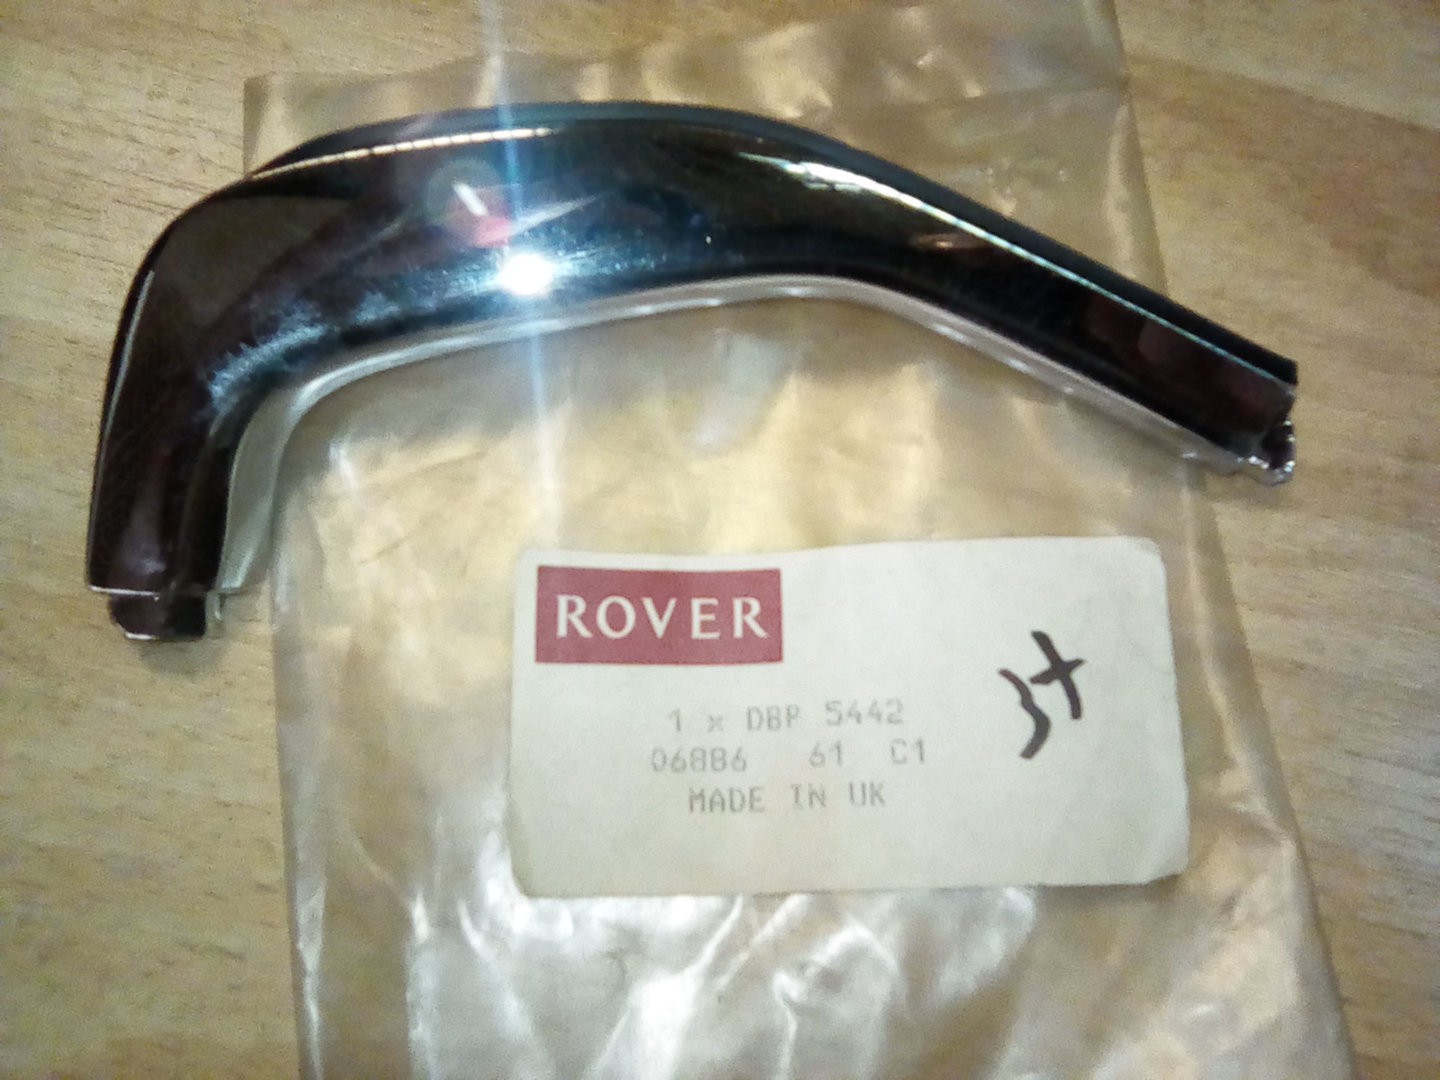 ROVER
1 x DBP 5442
06886 61 C1
MADE IN UK